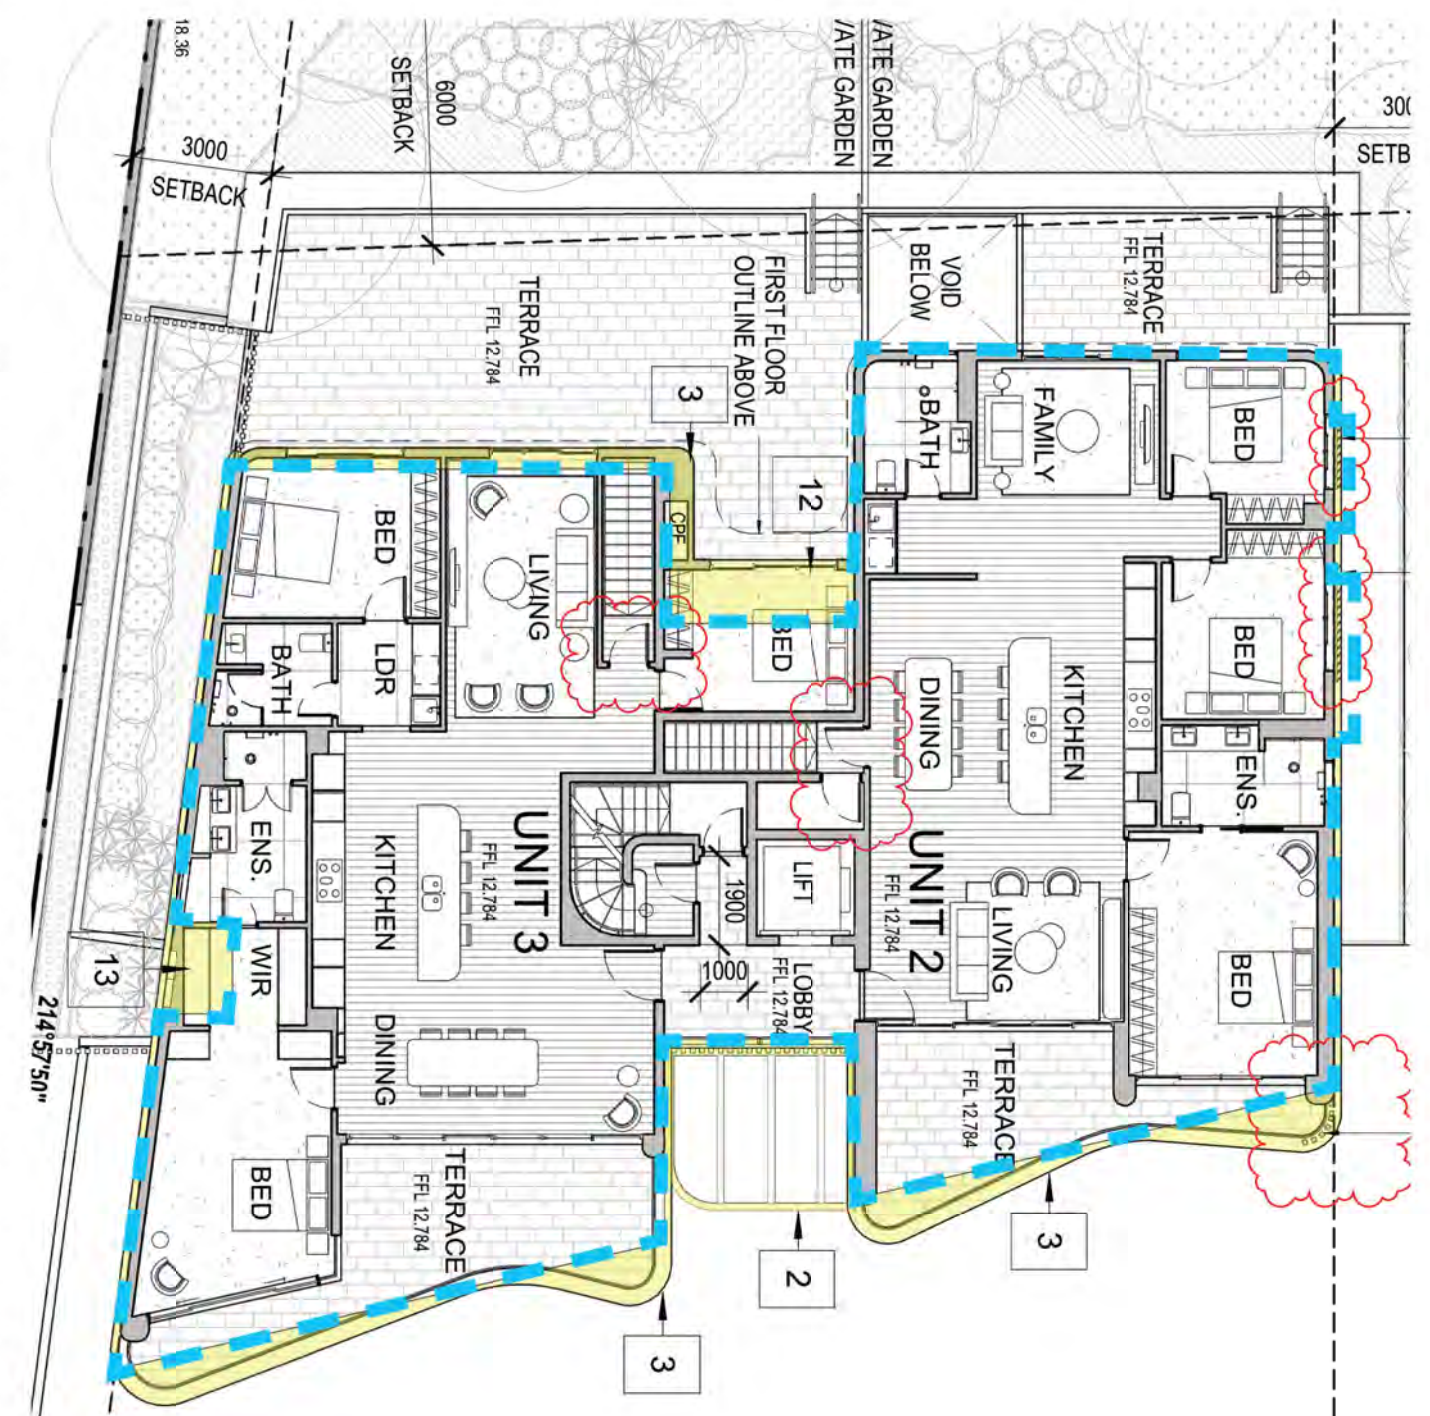 18.36
3000
SETBACK
6000
SETBACK
VATE GARDEN
VATE GARDEN
300
SETB
TERRACE
FFL 12.784
FIRST FLOOR
OUTLINE ABOVE
VOID
BELOW
TERRACE
FFL 12.784
3
12
BATH
FAMILY
BED
BED
LIVING
CPF
BED
BATH
LDR
DINING
KITCHEN
BED
ENS.
ENS.
KITCHEN
UNIT 3
FFL 12.784
LIFT
1900
UNIT 2
FFL 12.784
LIVING
BED
13
WIR
1000
LOBBY
FFL 12.784
214°57'50"
DINING
TERRACE
FFL 12.784
BED
TERRACE
FFL 12.784
2
3
3